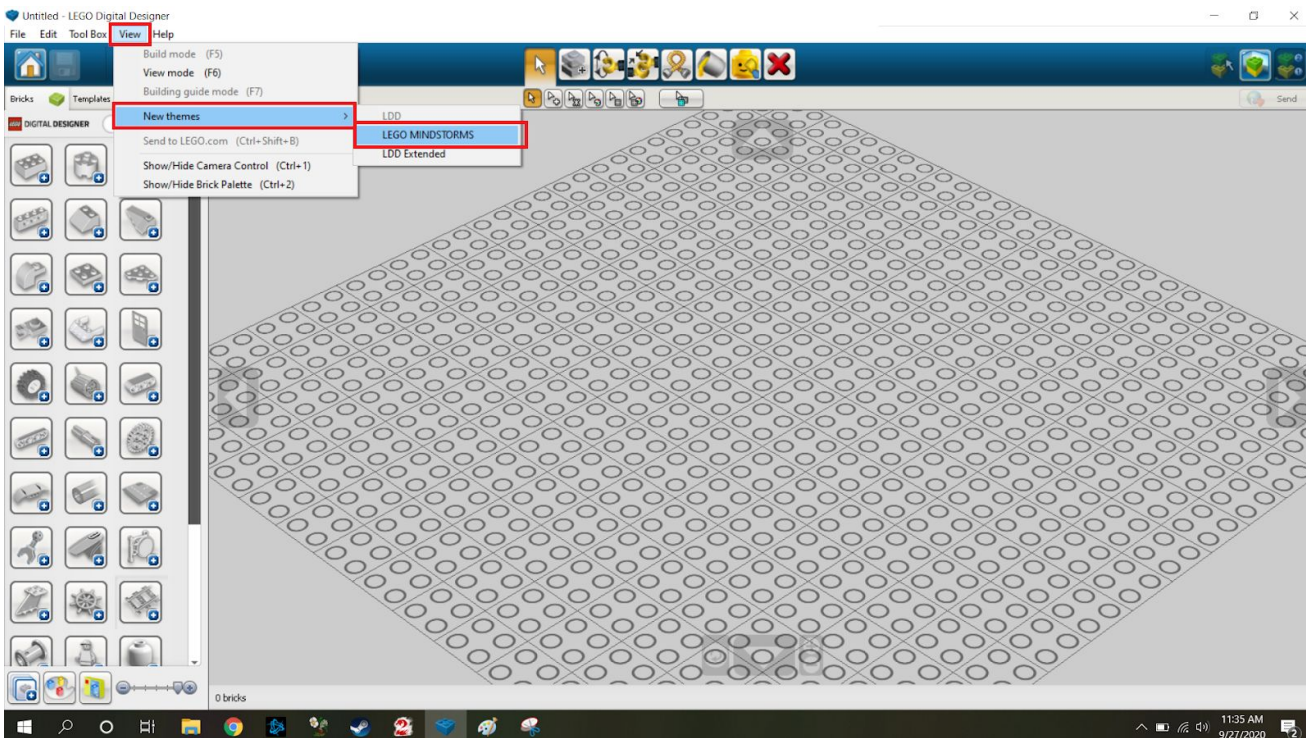 Untitled - LEGO Digital Designer
File Edit Tool Box View Help
Build mode (F5)
View mode (F6)
Building guide mode (F7)
New themes
Send to LEGO.com (Ctrl+Shift+B)
Show/Hide Camera Control (Ctrl+1)
Show/Hide Brick Palette (Ctrl+2)
LDD
LEGO MINDSTORMS
LDD Extended
Bricks Templates
DIGITAL DESIGNER
Send
0 bricks
11:35 AM
9/27/2020
2